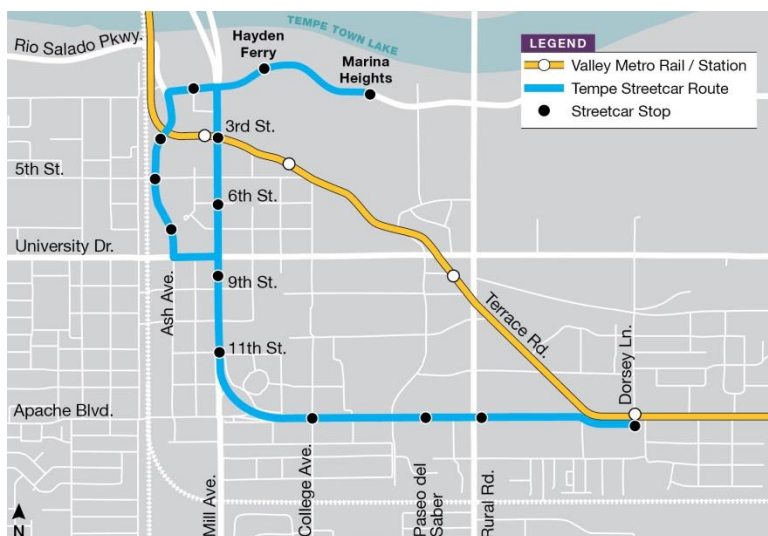 TEMPE TOWN LAKE
Rio Salado Pkwy.
Hayden
Ferry
Marina
Heights
LEGEND
Valley Metro Rail / Station
Tempe Streetcar Route
Streetcar Stop
3rd St.
5th St.
6th St.
University Dr.
9th St.
Ash Ave.
Terrace Rd.
11th St.
Dorsey Ln.
Apache Blvd.
Mill Ave.
College Ave.
Paseo del
Saber
Rural Rd.
N